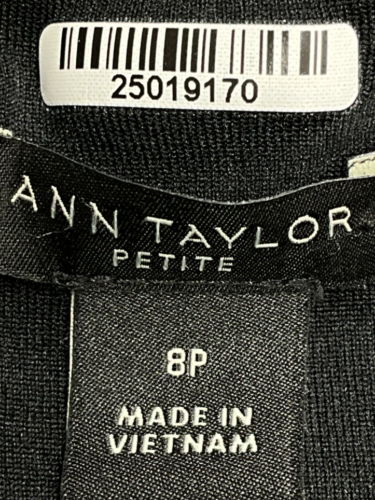 25019170
ANN TAYLOR
PETITE
8P
MADE IN
VIETNAM